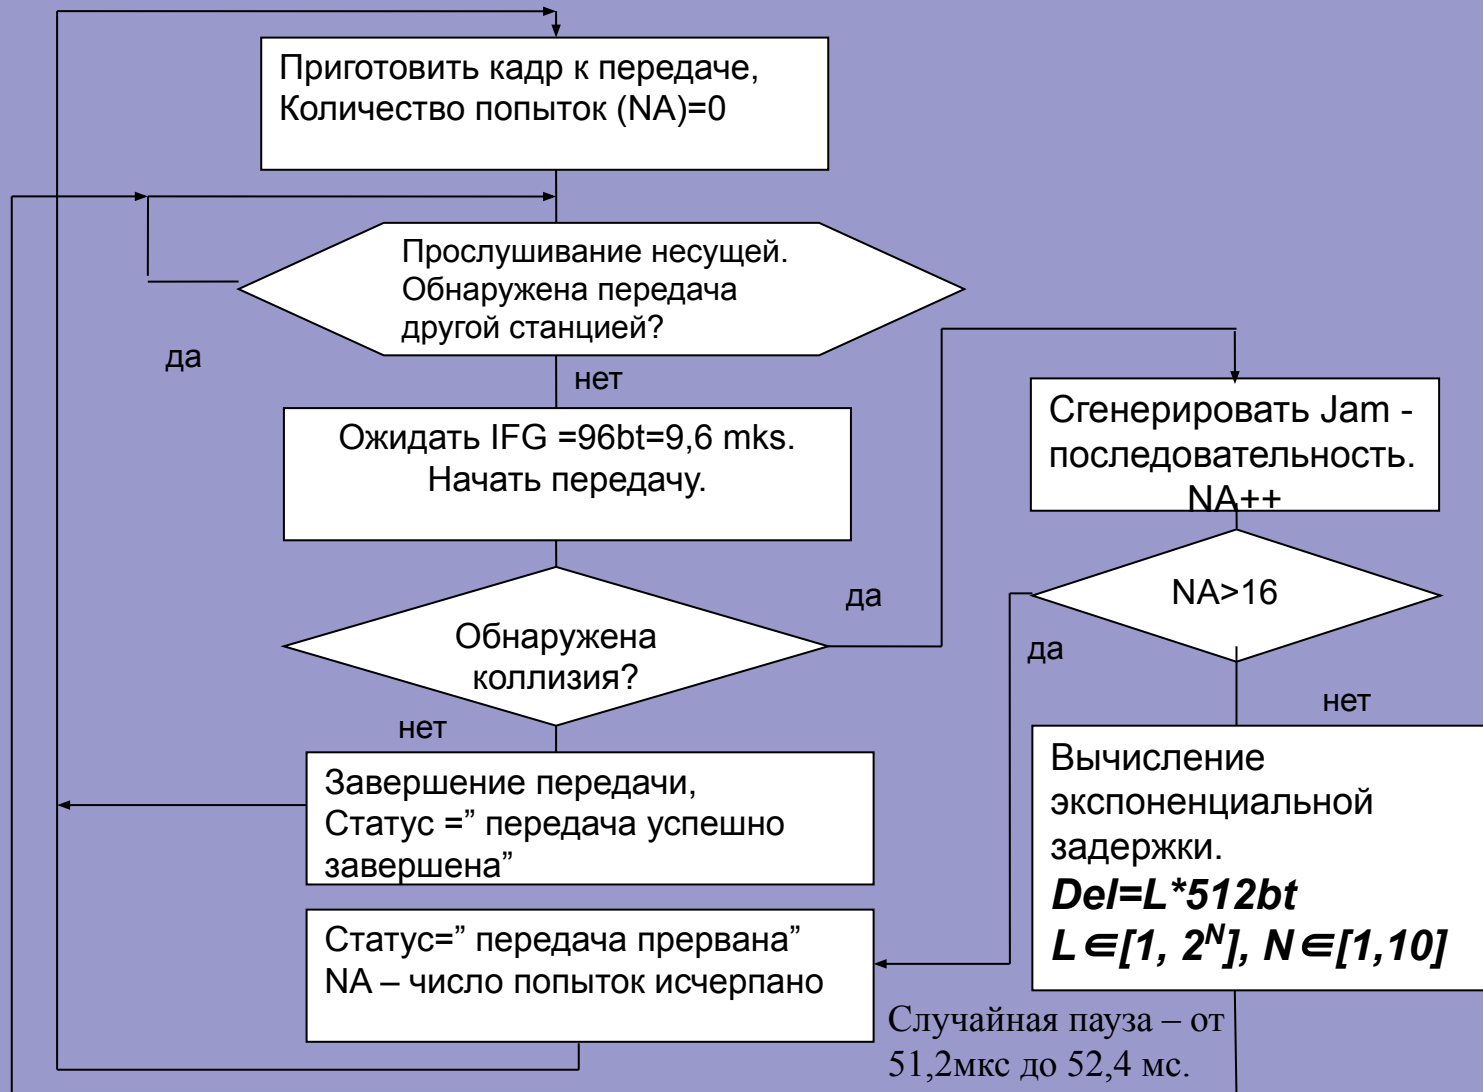 Приготовить кадр к передаче,
Количество попыток (NA)=0
Прослушивание несущей.
Обнаружена передача
другой станцией?
да
нет
Ожидать IFG =96bt=9,6 mks.
Начать передачу.
Обнаружена
коллизия?
да
нет
Завершение передачи,
Статус =” передача успешно
завершена”
Сгенерировать Jam -
последовательность.
NA++
NA>16
да
нет
Вычисление
экспоненциальной
задержки.
Del=L*512bt
L∈[1, 2^N], N∈[1,10]
Статус=” передача прервана”
NA – число попыток исчерпано
Случайная пауза – от
51,2мкс до 52,4 мс.